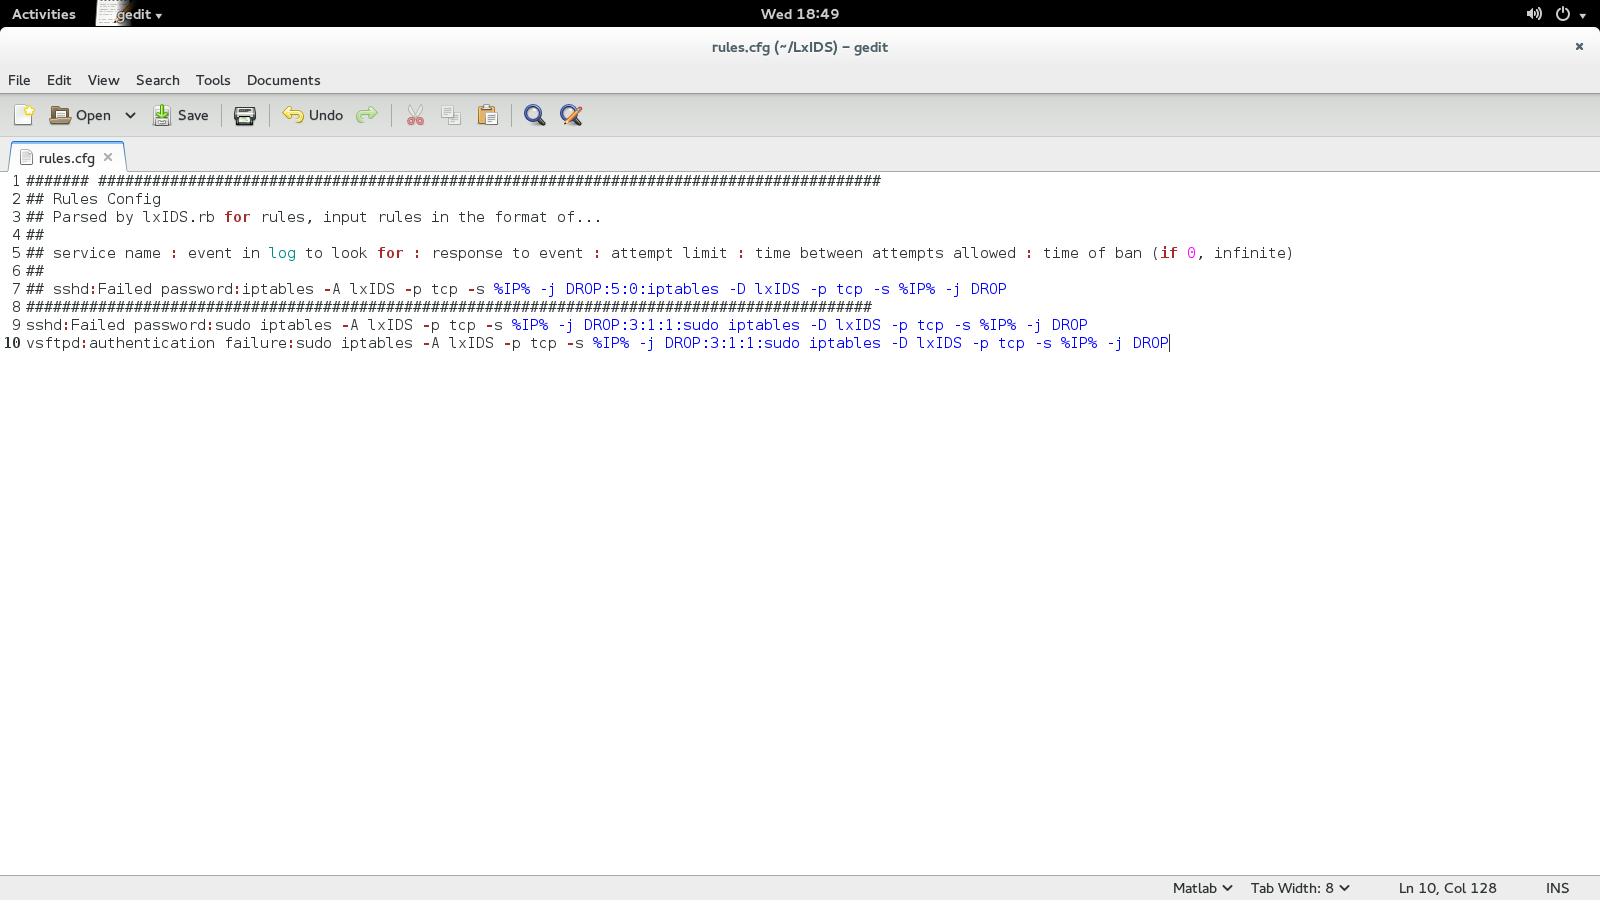 Activities gedit Wed 18:49
rules.cfg (~/LxIDS) – gedit
File Edit View Search Tools Documents
Open Save Undo
rules.cfg
1 ####### #######################################################################################
2 ## Rules Config
3 ## Parsed by lxIDS.rb for rules, input rules in the format of...
4 ##
5 ## service name : event in log to look for : response to event : attempt limit : time between attempts allowed : time of ban (if 0, infinite)
6 ##
7 ## sshd:Failed password:iptables -A lxIDS -p tcp -s %IP% -j DROP:5:0:iptables -D lxIDS -p tcp -s %IP% -j DROP
8 ##############################################################################################
9 sshd:Failed password:sudo iptables -A lxIDS -p tcp -s %IP% -j DROP:3:1:1:sudo iptables -D lxIDS -p tcp -s %IP% -j DROP
10 vsftpd:authentication failure:sudo iptables -A lxIDS -p tcp -s %IP% -j DROP:3:1:1:sudo iptables -D lxIDS -p tcp -s %IP% -j DROP
Matlab Tab Width: 8 Ln 10, Col 128 INS